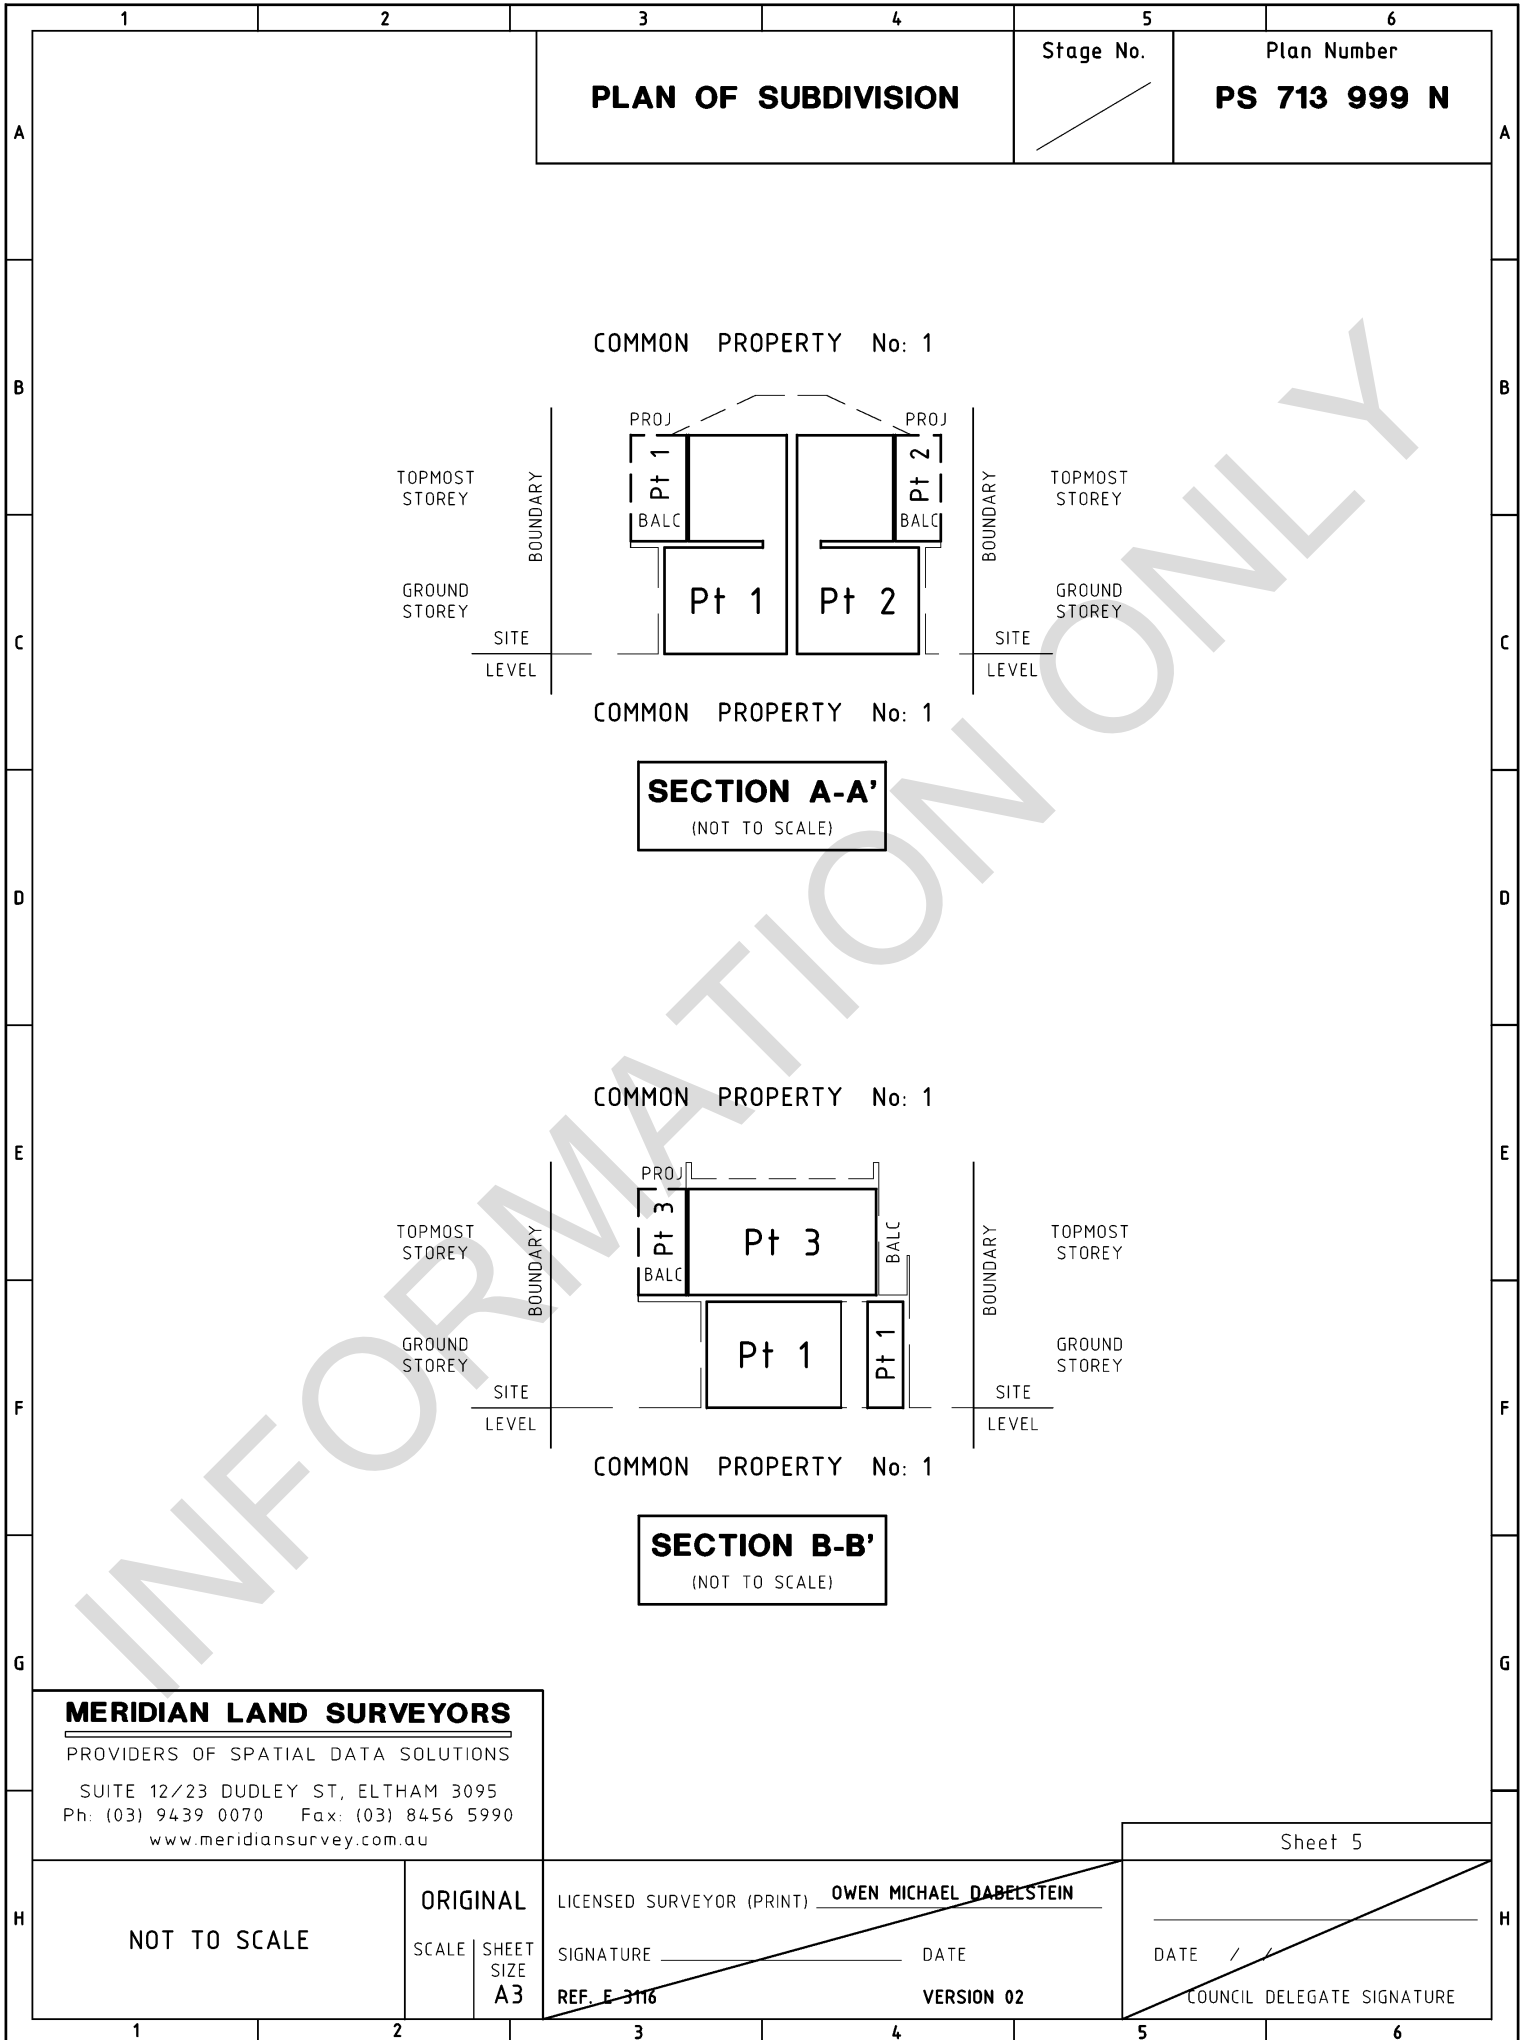 1 2 3 4 5 6
Stage No.
Plan Number
PLAN OF SUBDIVISION
PS 713 999 N
A A
COMMON PROPERTY No: 1
B B
PROJ PROJ
Pt 1 Pt 2
TOPMOST STOREY
BOUNDARY
BALC BALC
BOUNDARY
TOPMOST STOREY
GROUND STOREY
Pt 1 Pt 2
GROUND STOREY
C C
SITE SITE
LEVEL LEVEL
COMMON PROPERTY No: 1
SECTION A-A'
(NOT TO SCALE)
D D
INFORMATION ONLY
COMMON PROPERTY No: 1
E E
PROJ
Pt 3
TOPMOST STOREY
BOUNDARY
Pt 3
BALC
BALC
BOUNDARY
TOPMOST STOREY
GROUND STOREY
Pt 1 Pt 1
GROUND STOREY
SITE SITE
F F
LEVEL LEVEL
COMMON PROPERTY No: 1
SECTION B-B'
(NOT TO SCALE)
G G
MERIDIAN LAND SURVEYORS
PROVIDERS OF SPATIAL DATA SOLUTIONS
SUITE 12/23 DUDLEY ST, ELTHAM 3095
Ph: (03) 9439 0070 Fax: (03) 8456 5990
www.meridiansurvey.com.au
Sheet 5
H H
NOT TO SCALE
ORIGINAL
SCALE
SHEET SIZE
A3
LICENSED SURVEYOR (PRINT) OWEN MICHAEL DABELSTEIN
SIGNATURE DATE
REF. E 3116 VERSION 02
DATE / /
COUNCIL DELEGATE SIGNATURE
1 2 3 4 5 6